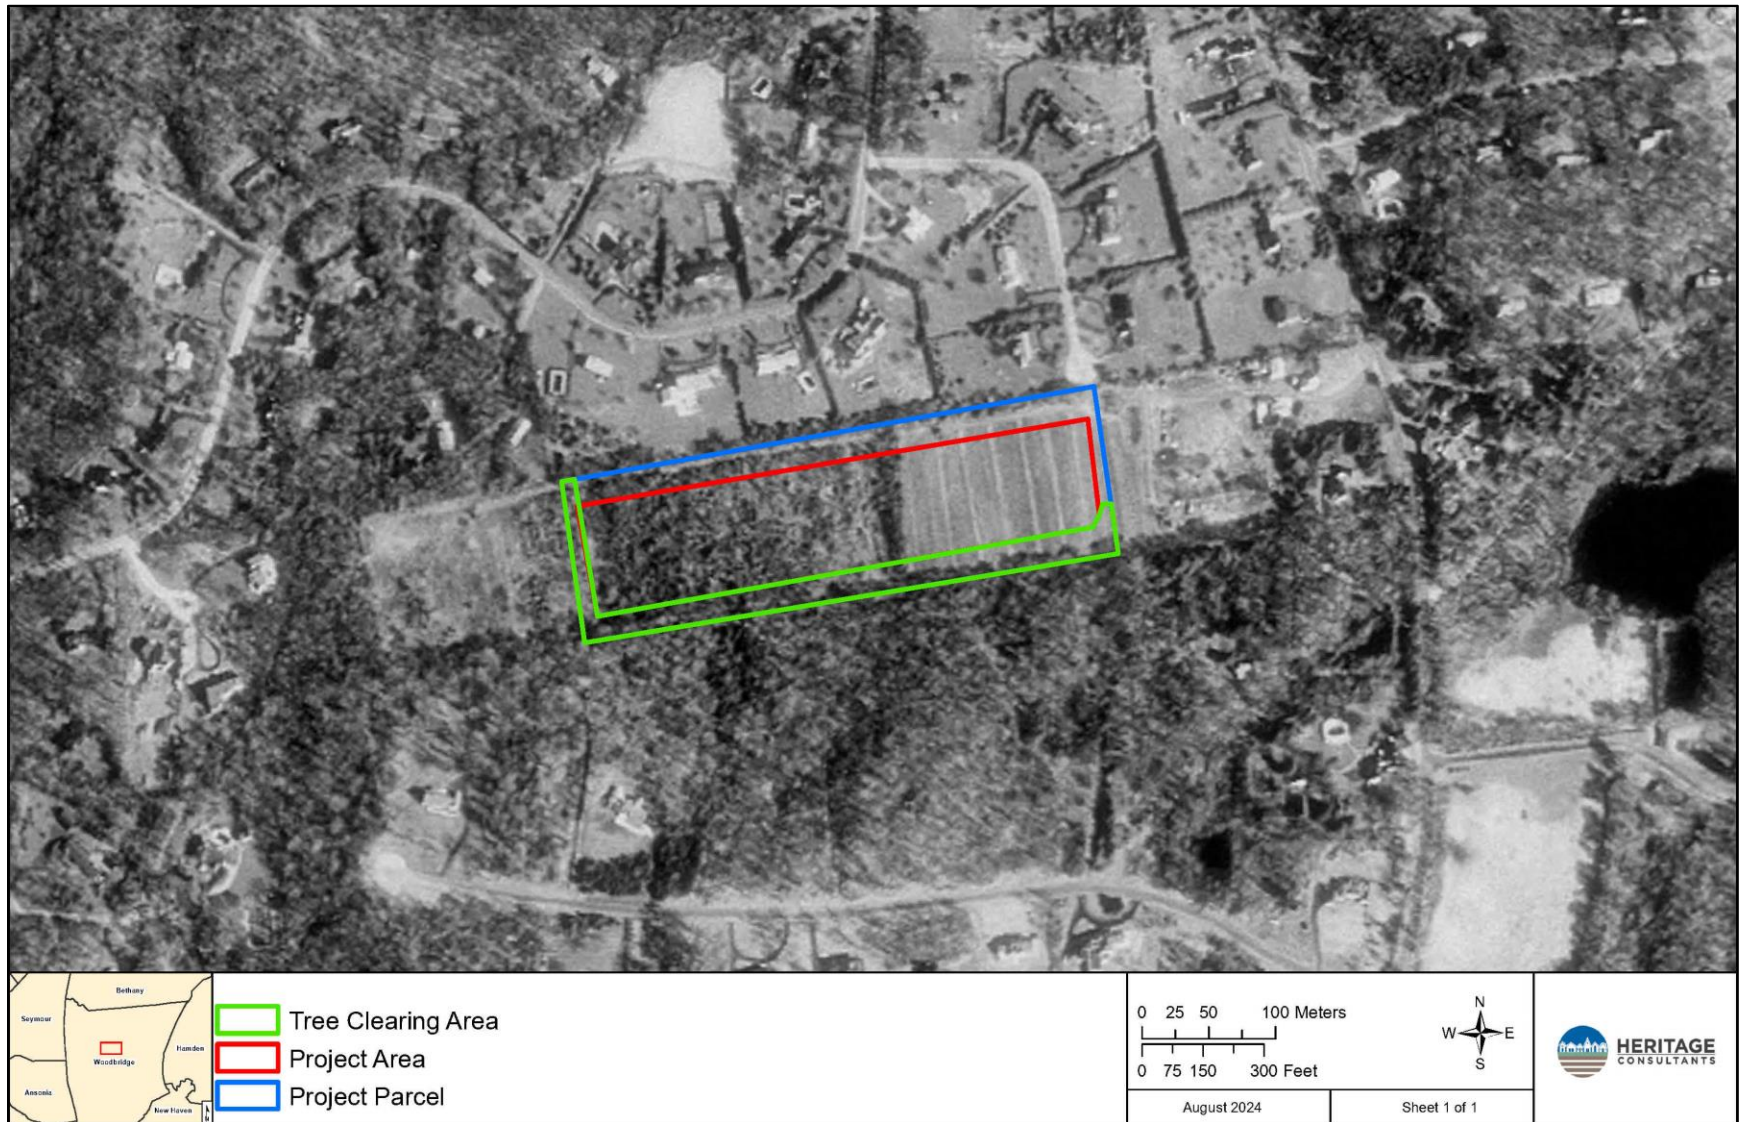 Bethany
Seymour
Hamden
Woodbridge
Ansonia
New Haven
N
Tree Clearing Area
Project Area
Project Parcel
0 25 50 100 Meters
0 75 150 300 Feet
N
W E
S
August 2024
Sheet 1 of 1
HERITAGE
CONSULTANTS